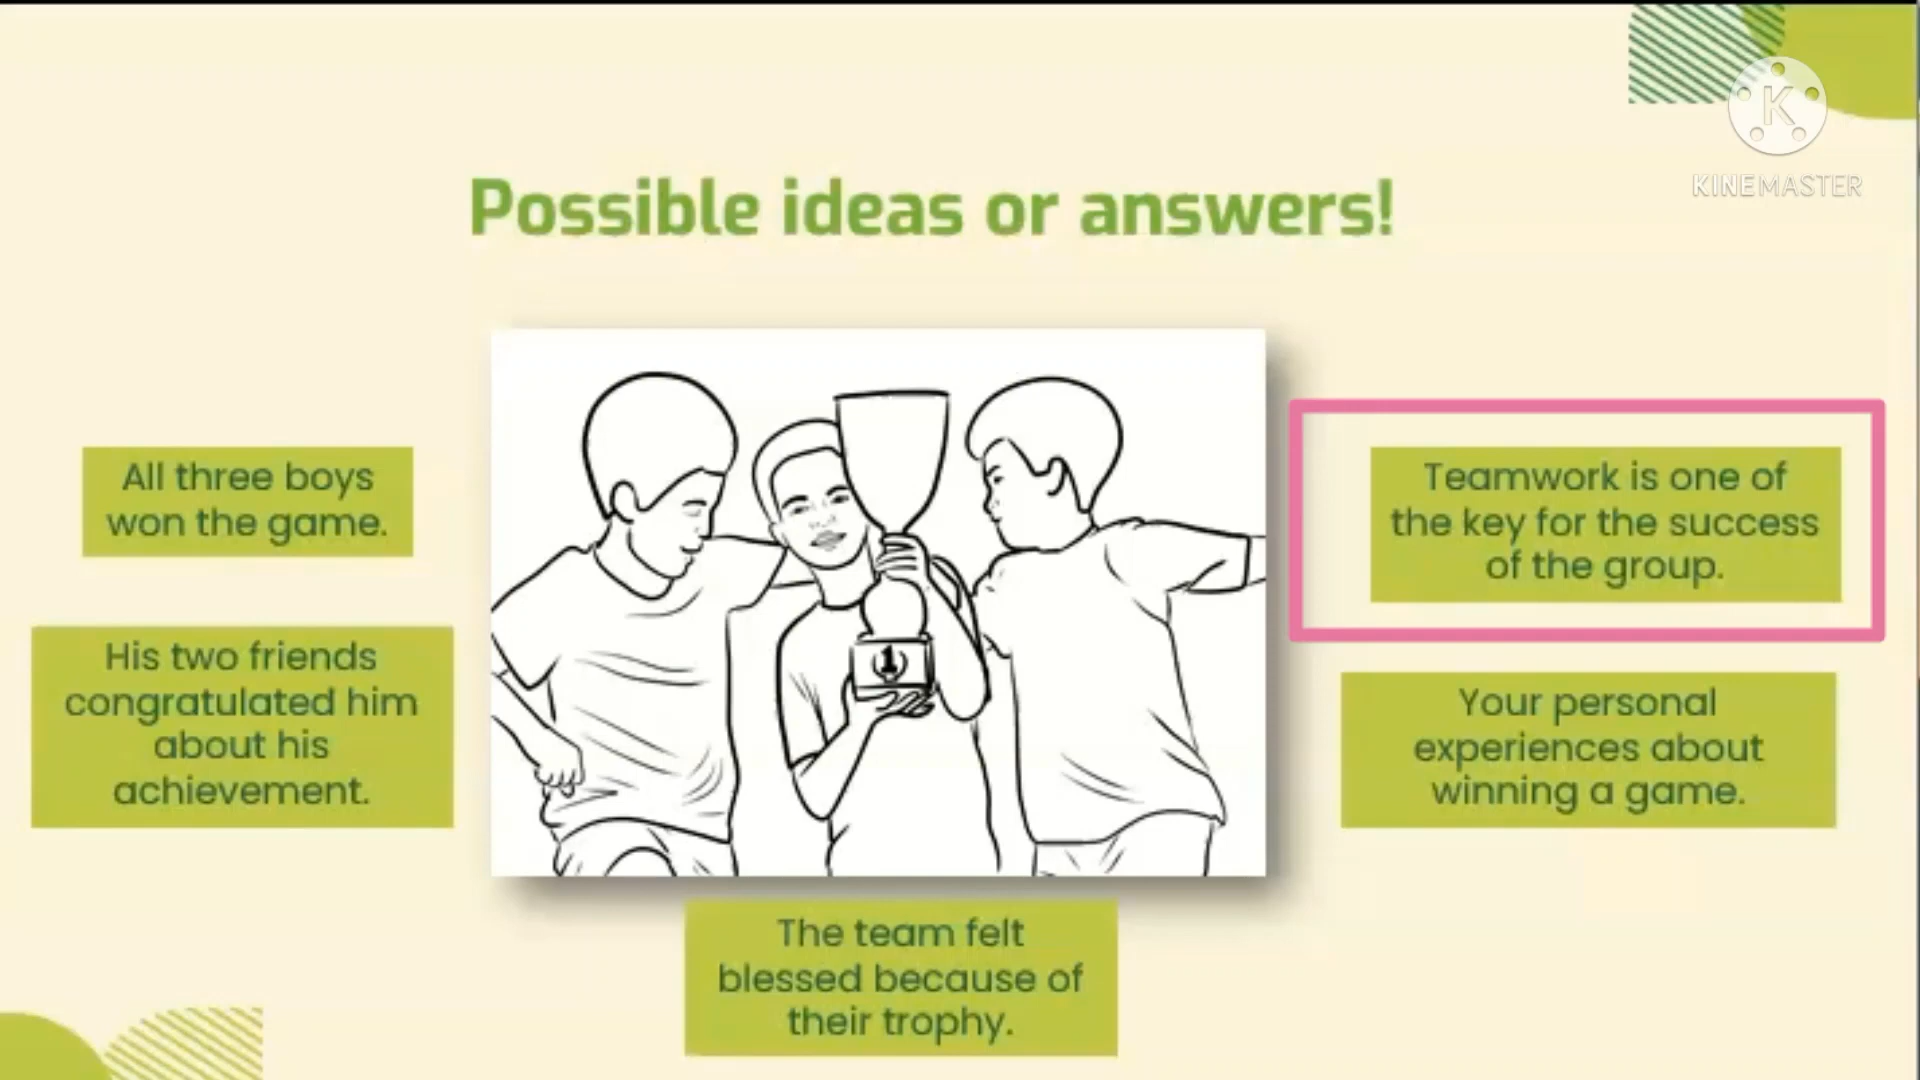 KINEMASTER
Possible ideas or answers!
All three boys
won the game.
His two friends
congratulated him
about his
achievement.
1
Teamwork is one of
the key for the success
of the group.
Your personal
experiences about
winning a game.
The team felt
blessed because of
their trophy.